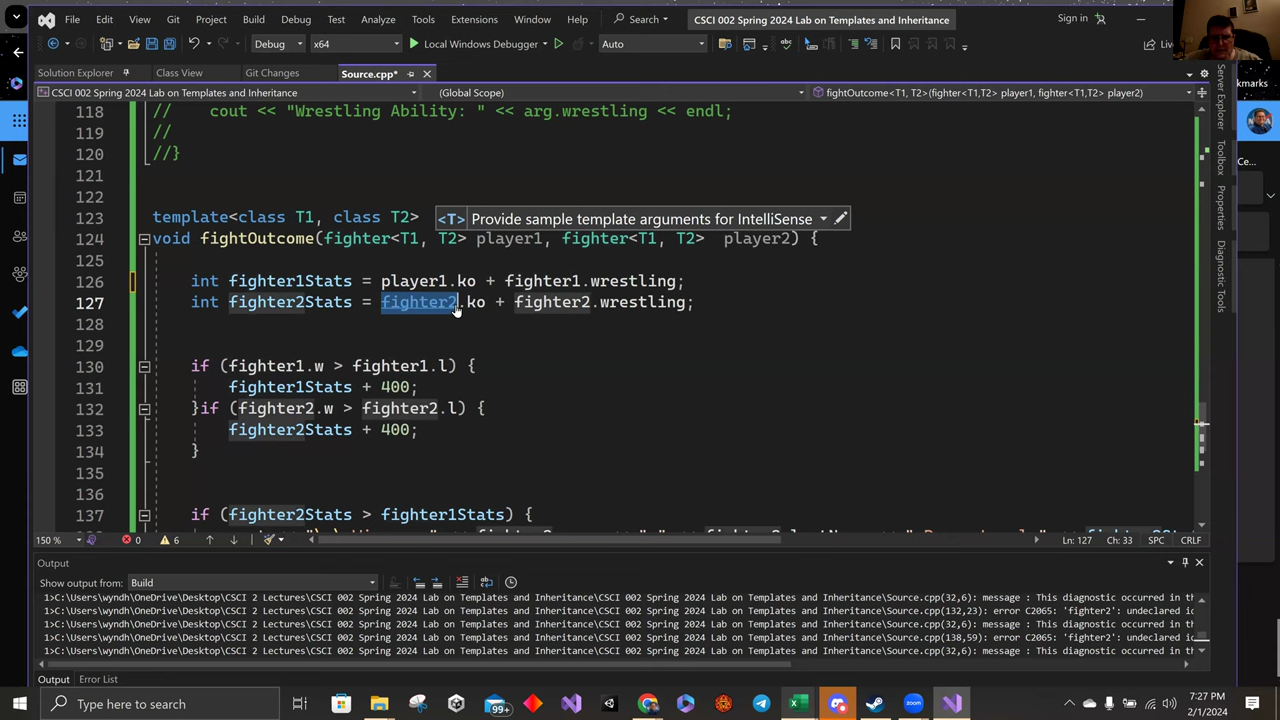 File Edit View Git Project Build Debug Test Analyze Tools Extensions Window Help Search CSCI 002 Spring 2024 Lab on Templates and Inheritance Sign in
Debug x64 Local Windows Debugger Auto Live
Solution Explorer Class View Git Changes Source.cpp*
CSCI 002 Spring 2024 Lab on Templates and Inheritance (Global Scope) fightOutcome<T1, T2>(fighter<T1,T2> player1, fighter<T1,T2> player2)
118 // cout << "Wrestling Ability: " << arg.wrestling << endl;
119 //
120 //}
121
122
123 template<class T1, class T2> <T> Provide sample template arguments for IntelliSense
124 void fightOutcome(fighter<T1, T2> player1, fighter<T1, T2> player2) {
125
126 int fighter1Stats = player1.ko + fighter1.wrestling;
127 int fighter2Stats = fighter2.ko + fighter2.wrestling;
128
129
130 if (fighter1.w > fighter1.l) {
131 fighter1Stats + 400;
132 }if (fighter2.w > fighter2.l) {
133 fighter2Stats + 400;
134 }
135
136
137 if (fighter2Stats > fighter1Stats) {
150 % 0 6 Ln: 127 Ch: 33 SPC CRLF
Output
Show output from: Build
1>C:\Users\wyndh\OneDrive\Desktop\CSCI 2 Lectures\CSCI 002 Spring 2024 Lab on Templates and Inheritance\CSCI 002 Spring 2024 Lab on Templates and Inheritance\Source.cpp(32,6): message : This diagnostic occurred in th
1>C:\Users\wyndh\OneDrive\Desktop\CSCI 2 Lectures\CSCI 002 Spring 2024 Lab on Templates and Inheritance\CSCI 002 Spring 2024 Lab on Templates and Inheritance\Source.cpp(132,23): error C2065: 'fighter2': undeclared id
1>C:\Users\wyndh\OneDrive\Desktop\CSCI 2 Lectures\CSCI 002 Spring 2024 Lab on Templates and Inheritance\CSCI 002 Spring 2024 Lab on Templates and Inheritance\Source.cpp(32,6): message : This diagnostic occurred in th
1>C:\Users\wyndh\OneDrive\Desktop\CSCI 2 Lectures\CSCI 002 Spring 2024 Lab on Templates and Inheritance\CSCI 002 Spring 2024 Lab on Templates and Inheritance\Source.cpp(138,59): error C2065: 'fighter2': undeclared id
1>C:\Users\wyndh\OneDrive\Desktop\CSCI 2 Lectures\CSCI 002 Spring 2024 Lab on Templates and Inheritance\CSCI 002 Spring 2024 Lab on Templates and Inheritance\Source.cpp(32,6): message : This diagnostic occurred in th
Output Error List
Server Explorer
Toolbox
Properties
Diagnostic Tools
kmarks
Ce...
Type here to search 99+ 7:27 PM
2/1/2024